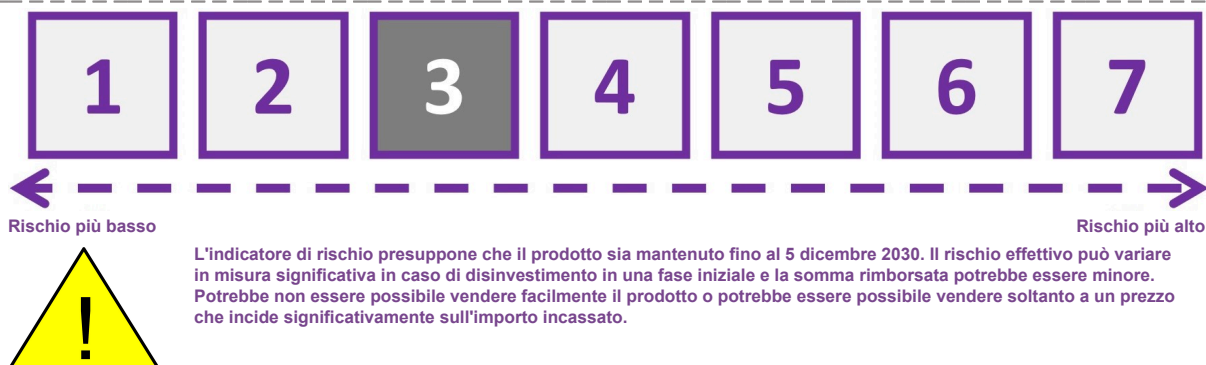 1 2 3 4 5 6 7
Rischio più basso Rischio più alto
L'indicatore di rischio presuppone che il prodotto sia mantenuto fino al 5 dicembre 2030. Il rischio effettivo può variare
in misura significativa in caso di disinvestimento in una fase iniziale e la somma rimborsata potrebbe essere minore.
Potrebbe non essere possibile vendere facilmente il prodotto o potrebbe essere possibile vendere soltanto a un prezzo
che incide significativamente sull'importo incassato.
!